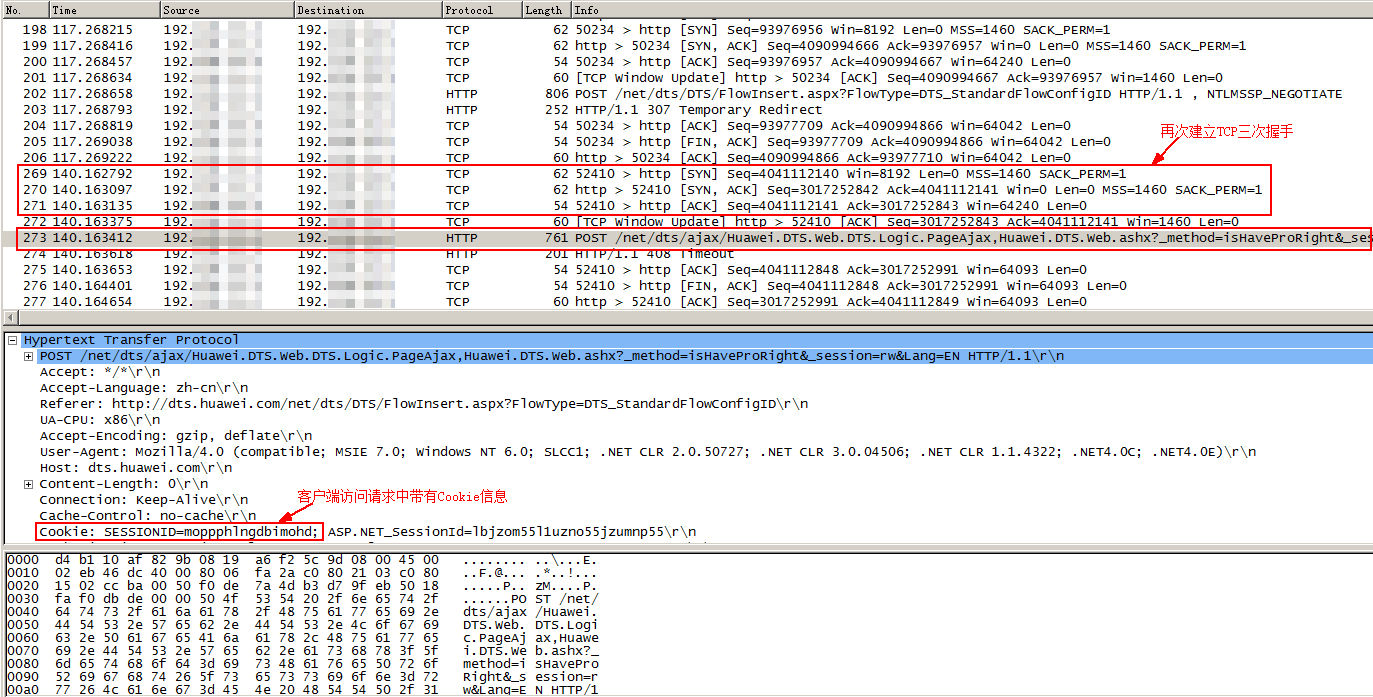 No. Time Source Destination Protocol Length Info
198 117.268215 192. 192. TCP 62 50234 > http [SYN] Seq=93976956 Win=8192 Len=0 MSS=1460 SACK_PERM=1
199 117.268416 192. 192. TCP 62 http > 50234 [SYN, ACK] Seq=4090994666 Ack=93976957 Win=0 Len=0 MSS=1460 SACK_PERM=1
200 117.268457 192. 192. TCP 54 50234 > http [ACK] Seq=93976957 Ack=4090994667 Win=64240 Len=0
201 117.268634 192. 192. TCP 60 [TCP Window Update] http > 50234 [ACK] Seq=4090994667 Ack=93976957 Win=1460 Len=0
202 117.268658 192. 192. HTTP 806 POST /net/dts/DTS/FlowInsert.aspx?FlowType=DTS_StandardFlowConfigID HTTP/1.1 , NTLMSSP_NEGOTIATE
203 117.268793 192. 192. HTTP 252 HTTP/1.1 307 Temporary Redirect
204 117.268819 192. 192. TCP 54 50234 > http [ACK] Seq=93977709 Ack=4090994866 Win=64042 Len=0
205 117.269038 192. 192. TCP 54 50234 > http [FIN, ACK] Seq=93977709 Ack=4090994866 Win=64042 Len=0
再次建立TCP三次握手
206 117.269222 192. 192. TCP 60 http > 50234 [ACK] Seq=4090994866 Ack=93977710 Win=64042 Len=0
269 140.162792 192. 192. TCP 62 52410 > http [SYN] Seq=4041112140 Win=8192 Len=0 MSS=1460 SACK_PERM=1
270 140.163097 192. 192. TCP 62 http > 52410 [SYN, ACK] Seq=3017252842 Ack=4041112141 Win=0 Len=0 MSS=1460 SACK_PERM=1
271 140.163135 192. 192. TCP 54 52410 > http [ACK] Seq=4041112141 Ack=3017252843 Win=64240 Len=0
272 140.163375 192. 192. TCP 60 [TCP Window Update] http > 52410 [ACK] Seq=3017252843 Ack=4041112141 Win=1460 Len=0
273 140.163412 192. 192. HTTP 761 POST /net/dts/ajax/Huawei.DTS.Web.DTS.Logic.PageAjax,Huawei.DTS.Web.ashx?_method=isHaveProRight&_ses
274 140.163618 192. 192. HTTP 201 HTTP/1.1 408 Timeout
275 140.163653 192. 192. TCP 54 52410 > http [ACK] Seq=4041112848 Ack=3017252991 Win=64093 Len=0
276 140.164401 192. 192. TCP 54 52410 > http [FIN, ACK] Seq=4041112848 Ack=3017252991 Win=64093 Len=0
277 140.164654 192. 192. TCP 60 http > 52410 [ACK] Seq=3017252991 Ack=4041112849 Win=64093 Len=0
Hypertext Transfer Protocol
POST /net/dts/ajax/Huawei.DTS.Web.DTS.Logic.PageAjax,Huawei.DTS.Web.ashx?_method=isHaveProRight&_session=rw&Lang=EN HTTP/1.1\r\n
Accept: */*\r\n
Accept-Language: zh-cn\r\n
Referer: http://dts.huawei.com/net/dts/DTS/FlowInsert.aspx?FlowType=DTS_StandardFlowConfigID\r\n
UA-CPU: x86\r\n
Accept-Encoding: gzip, deflate\r\n
User-Agent: Mozilla/4.0 (compatible; MSIE 7.0; Windows NT 6.0; SLCC1; .NET CLR 2.0.50727; .NET CLR 3.0.04506; .NET CLR 1.1.4322; .NET4.0C; .NET4.0E)\r\n
Host: dts.huawei.com\r\n
Content-Length: 0\r\n
Connection: Keep-Alive\r\n
客户端访问请求中带有Cookie信息
Cache-Control: no-cache\r\n
Cookie: SESSIONID=moppphlngdbimohd; ASP.NET_SessionId=lbjzom55l1uzno55jzumnp55\r\n
0000 d4 b1 10 af 82 9b 08 19 a6 f2 5c 9d 08 00 45 00 ........ ..\...E.
0010 02 eb 46 dc 40 00 80 06 fa 2a c0 80 21 03 c0 80 ..F.@... .*..!...
0020 15 02 cc ba 00 50 f0 de 7a 4d b3 d7 9f eb 50 18 .....P.. zM....P.
0030 fa f0 db de 00 00 50 4f 53 54 20 2f 6e 65 74 2f ......PO ST /net/
0040 64 74 73 2f 61 6a 61 78 2f 48 75 61 77 65 69 2e dts/ajax /Huawei.
0050 44 54 53 2e 57 65 62 2e 44 54 53 2e 4c 6f 67 69 DTS.Web. DTS.Logi
0060 63 2e 50 61 67 65 41 6a 61 78 2c 48 75 61 77 65 c.PageAj ax,Huawe
0070 69 2e 44 54 53 2e 57 65 62 2e 61 73 68 78 3f 5f i.DTS.We b.ashx?_
0080 6d 65 74 68 6f 64 3d 69 73 48 61 76 65 50 72 6f method=i sHavePro
0090 52 69 67 68 74 26 5f 73 65 73 73 69 6f 6e 3d 72 Right&_s ession=r
00a0 77 26 4c 61 6e 67 3d 45 4e 20 48 54 54 50 2f 31 w&Lang=E N HTTP/1